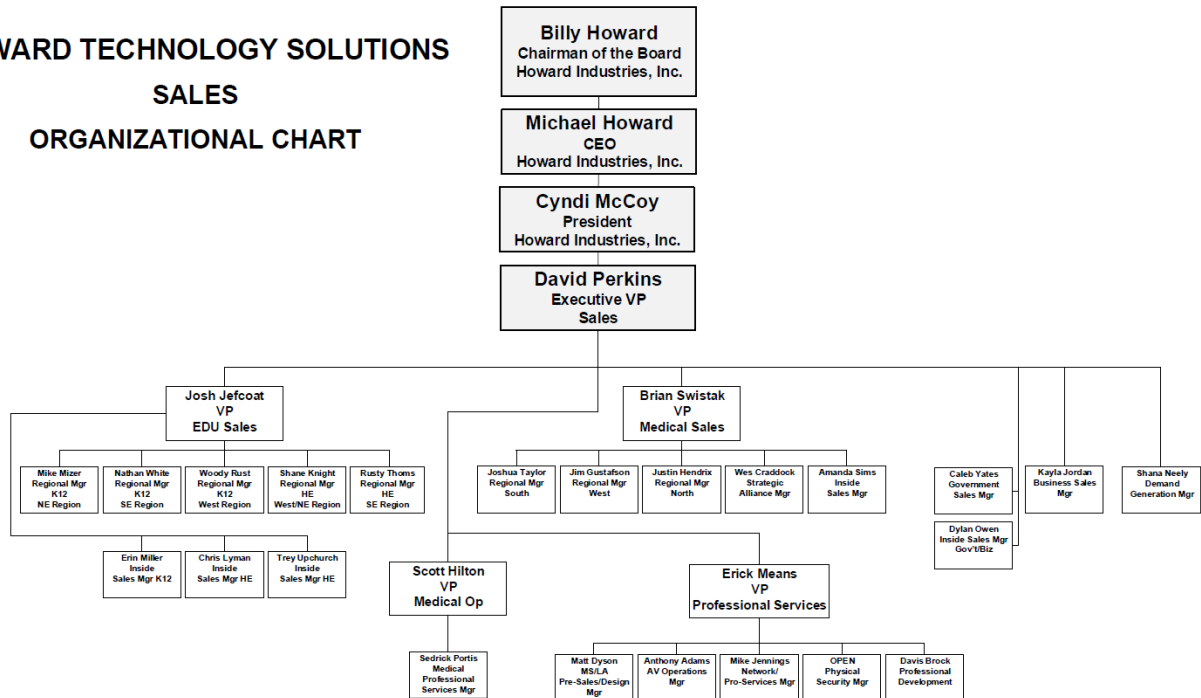 WARD TECHNOLOGY SOLUTIONS
SALES
ORGANIZATIONAL CHART
Billy Howard
Chairman of the Board
Howard Industries, Inc.
Michael Howard
CEO
Howard Industries, Inc.
Cyndi McCoy
President
Howard Industries, Inc.
David Perkins
Executive VP
Sales
Josh Jefcoat
VP
EDU Sales
Brian Swistak
VP
Medical Sales
Mike Mizer
Regional Mgr
K12
NE Region
Nathan White
Regional Mgr
K12
SE Region
Woody Rust
Regional Mgr
K12
West Region
Shane Knight
Regional Mgr
HE
West/NE Region
Rusty Thoms
Regional Mgr
HE
SE Region
Joshua Taylor
Regional Mgr
South
Jim Gustafson
Regional Mgr
West
Justin Hendrix
Regional Mgr
North
Wes Craddock
Strategic
Alliance Mgr
Amanda Sims
Inside
Sales Mgr
Caleb Yates
Government
Sales Mgr
Kayla Jordan
Business Sales
Mgr
Shana Neely
Demand
Generation Mgr
Dylan Owen
Inside Sales Mgr
Gov't/Biz
Erin Miller
Inside
Sales Mgr K12
Chris Lyman
Inside
Sales Mgr HE
Trey Upchurch
Inside
Sales Mgr HE
Scott Hilton
VP
Medical Op
Erick Means
VP
Professional Services
Sedrick Portis
Medical
Professional
Services Mgr
Matt Dyson
MS/LA
Pre-Sales/Design
Mgr
Anthony Adams
AV Operations
Mgr
Mike Jennings
Network/
Pro-Services Mgr
OPEN
Physical
Security Mgr
Davis Brock
Professional
Development